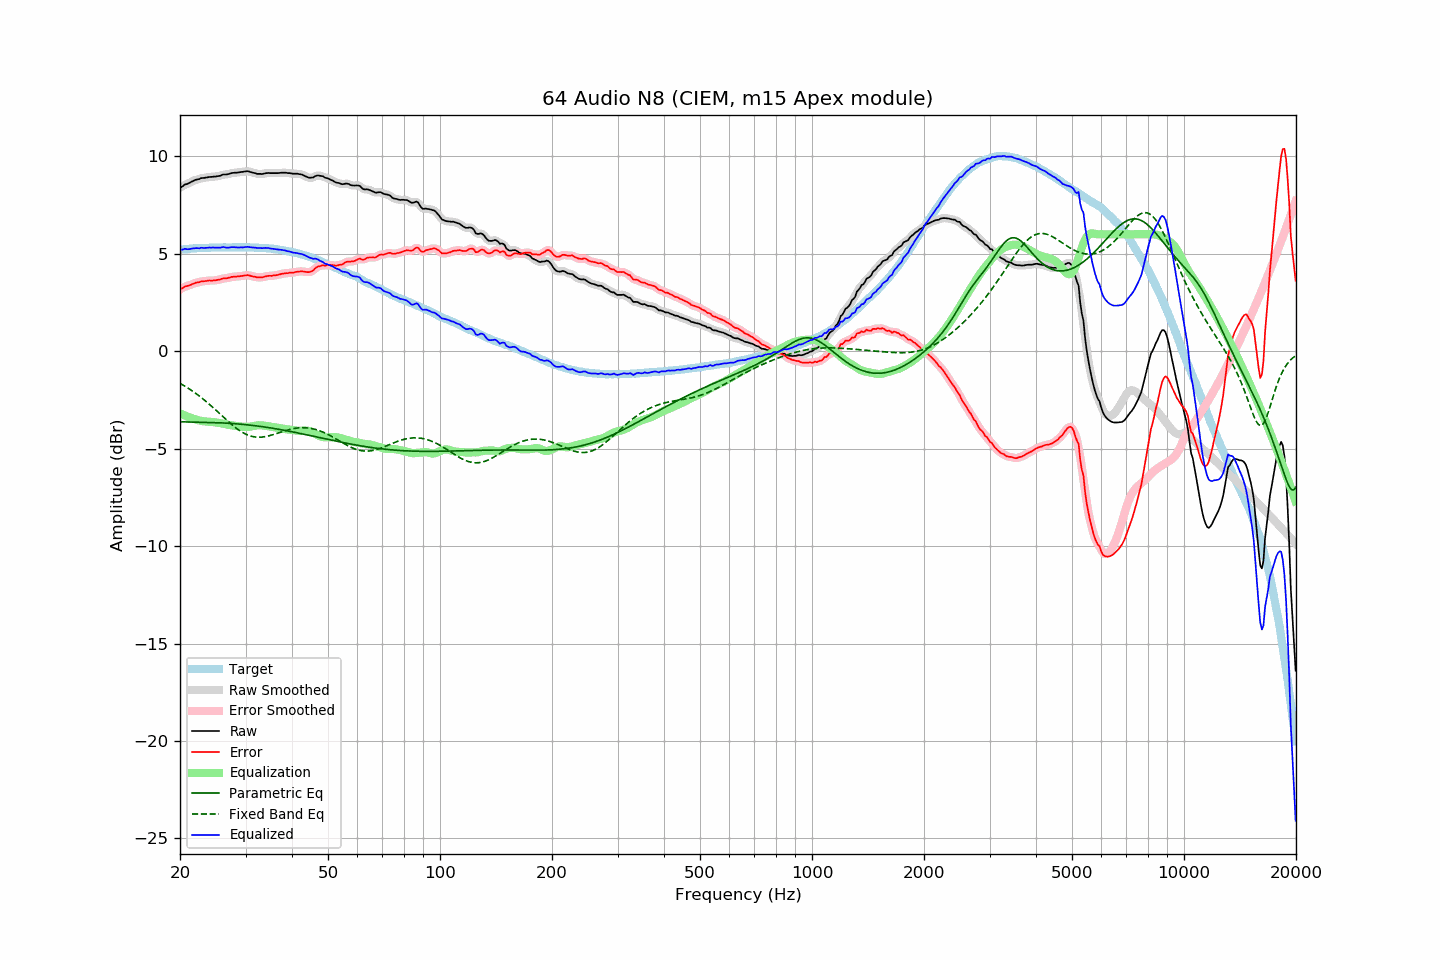 64 Audio N8 (CIEM, m15 Apex module)
10
5
0
−5
−10
−15
−20
−25
Amplitude (dBr)
Target
Raw Smoothed
Error Smoothed
Raw
Error
Equalization
Parametric Eq
Fixed Band Eq
Equalized
20 50 100 200 500 1000 2000 5000 10000 20000
Frequency (Hz)